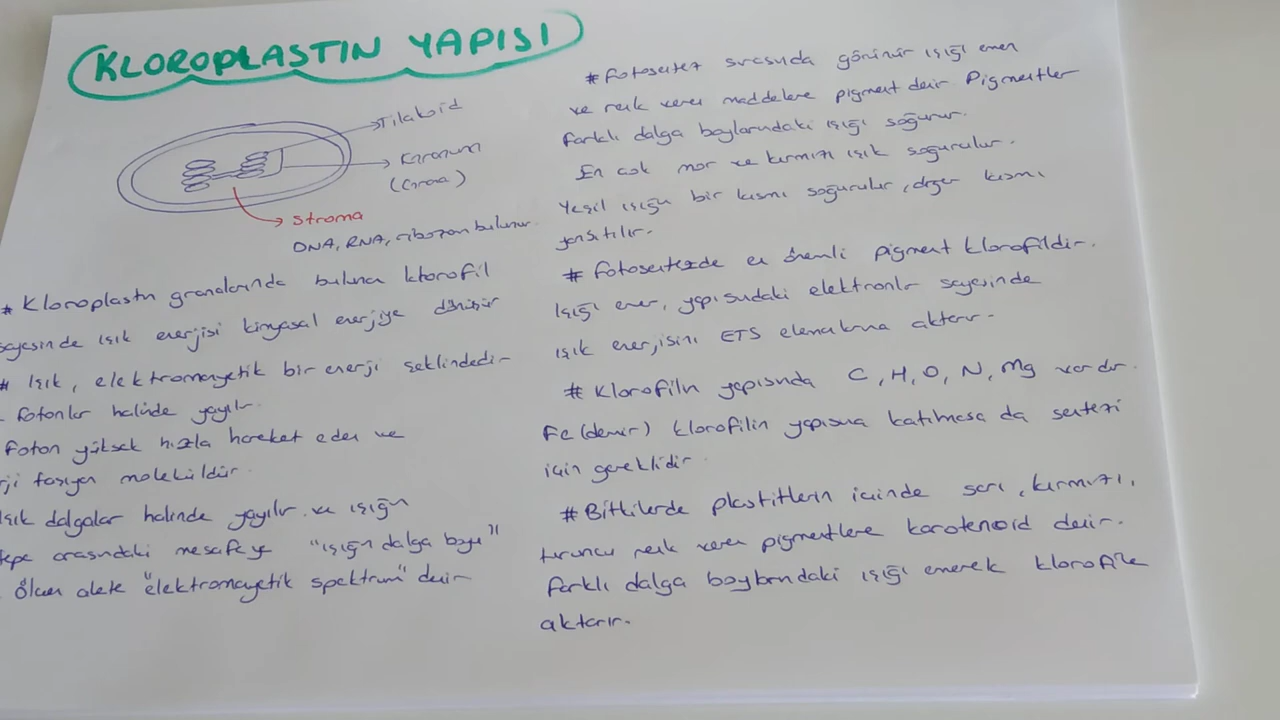 KLOROPLASTIN YAPISI
Tilakoid
Granum
(Grana)
Stroma
DNA, RNA, ribozom bulunur.
# Kloroplastın granalarında bulunan klorofil
sayesinde ışık enerjisi kimyasal enerjiye dönüşür
# Işık, elektromanyetik bir enerji şeklindedir
fotonlar halinde yayılır.
Foton yüksek hızla hareket eden ve
taşıyan moleküldür.
Işık dalgalar halinde yayılır ve ışığın
tepe arasındaki mesafeye "ışığın dalga boyu"
ölçen alete "elektromanyetik spektrum" denir
# Fotosentez sırasında görünür ışığı emen
ve renk veren maddelere pigment denir Pigmentler
farklı dalga boylarındaki ışığı soğurur.
En çok mor ve kırmızı ışık soğurulur.
Yeşil ışığın bir kısmı soğurulur, diğer kısmı
yansıtılır.
# Fotosentezde en önemli pigment klorofildir.
Işığı emer, yapısındaki elektronlar sayesinde
ışık enerjisini ETS elemanlarına aktarır.
# Klorofilin yapısında C, H, O, N, Mg vardır.
Fe (demir) klorofilin yapısına katılmasa da sentezi
için gereklidir.
# Bitkilerde plastitlerin içinde sarı, kırmızı,
turuncu renk veren pigmentlere karotenoid denir.
Farklı dalga boylarındaki ışığı emerek klorofile
aktarır.